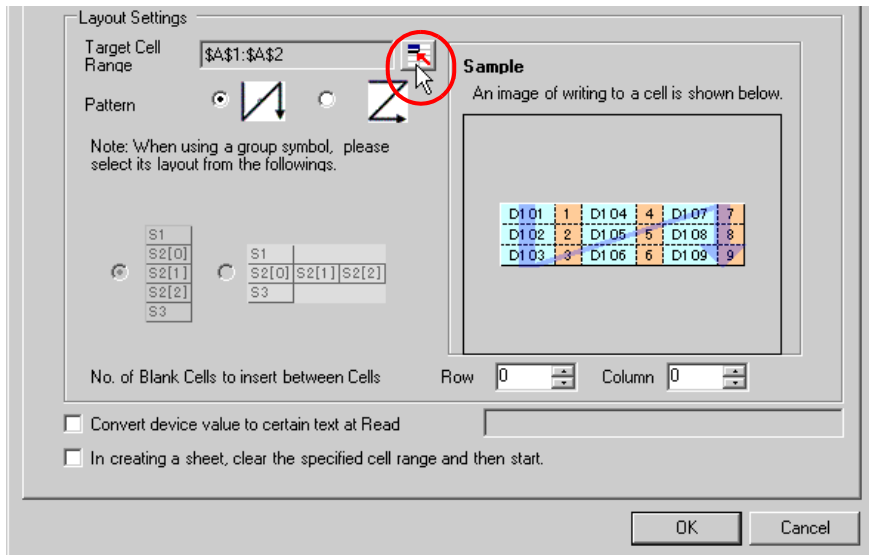 Layout Settings
Target Cell
Range
$A$1:$A$2
Pattern
Note: When using a group symbol, please
select its layout from the followings.
S1
S2[0]
S2[1]
S2[2]
S3
S1
S2[0] S2[1] S2[2]
S3
Sample
An image of writing to a cell is shown below.
D101 1 D104 4 D107 7
D102 2 D105 5 D108 8
D103 3 D106 6 D109 9
No. of Blank Cells to insert between Cells Row 0 Column 0
Convert device value to certain text at Read
In creating a sheet, clear the specified cell range and then start.
OK Cancel